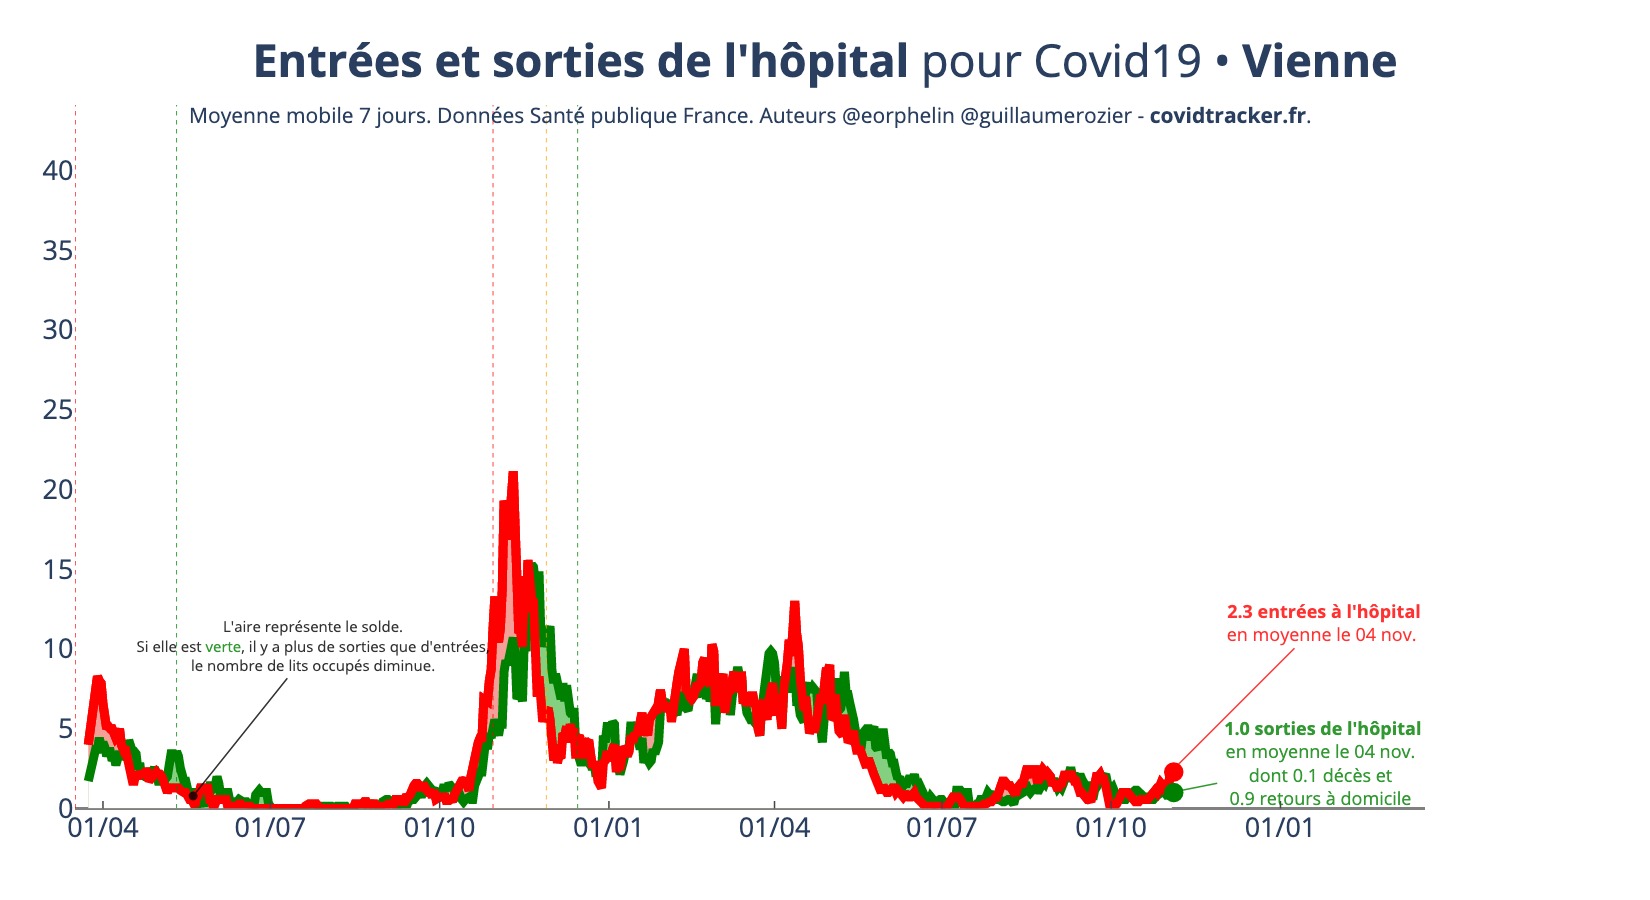 Entrées et sorties de l'hôpital pour Covid19 • Vienne
Moyenne mobile 7 jours. Données Santé publique France. Auteurs @eorphelin @guillaumerozier - covidtracker.fr.
40
35
30
25
20
15
10
5
0
L'aire représente le solde.
Si elle est verte, il y a plus de sorties que d'entrées,
le nombre de lits occupés diminue.
2.3 entrées à l'hôpital
en moyenne le 04 nov.
1.0 sorties de l'hôpital
en moyenne le 04 nov.
dont 0.1 décès et
0.9 retours à domicile
01/04 01/07 01/10 01/01 01/04 01/07 01/10 01/01